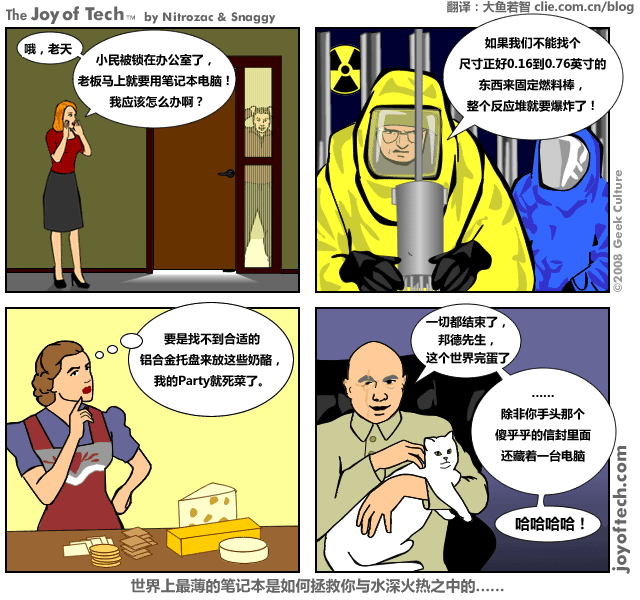 The Joy of Tech™ by Nitrozac & Snaggy
翻译：大鱼若智 clie.com.cn/blog
哦，老天
小民被锁在办公室了，
老板马上就要用笔记本电脑！
我应该怎么办啊？
如果我们不能找个
尺寸正好0.16到0.76英寸的
东西来固定燃料棒，
整个反应堆就要爆炸了！
©2008 Geek Culture
要是找不到合适的
铝合金托盘来放这些奶酪，
我的Party就死菜了。
一切都结束了，
邦德先生，
这个世界完蛋了
……
除非你手头那个
傻乎乎的信封里面
还藏着一台电脑
哈哈哈哈！
joyoftech.com
世界上最薄的笔记本是如何拯救你与水深火热之中的……